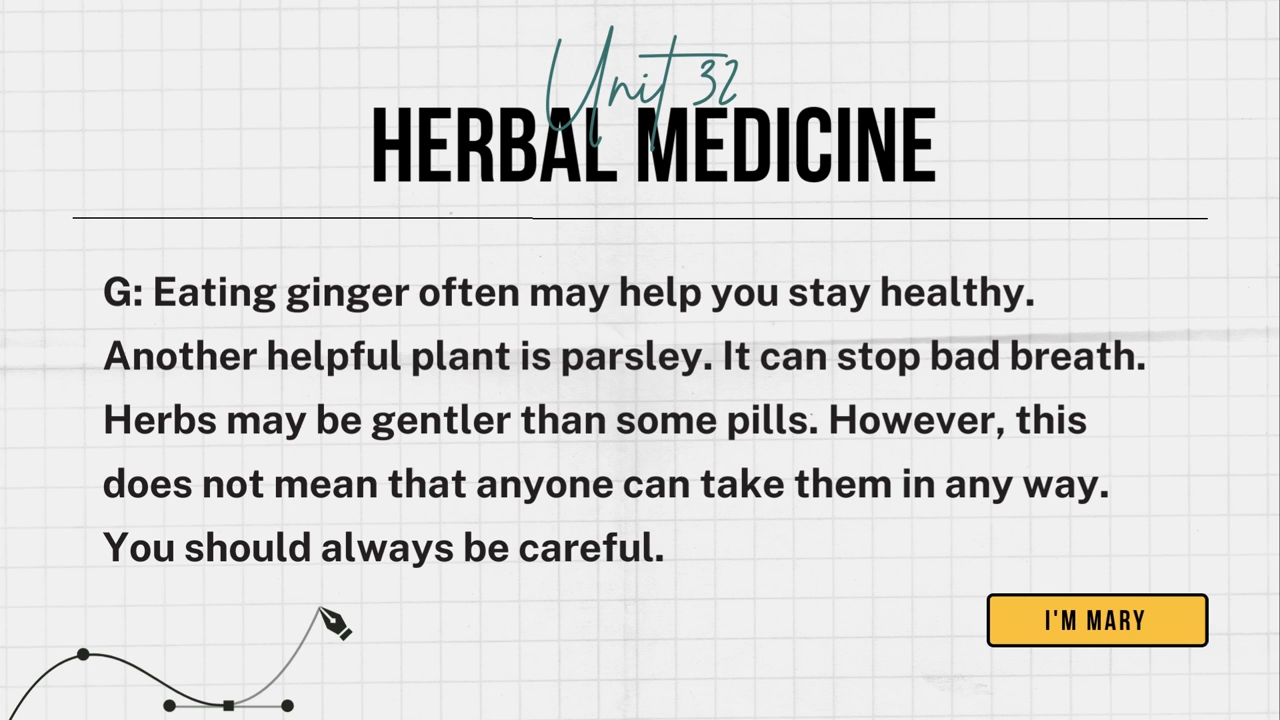 Unit 32
HERBAL MEDICINE
G: Eating ginger often may help you stay healthy.
Another helpful plant is parsley. It can stop bad breath.
Herbs may be gentler than some pills. However, this
does not mean that anyone can take them in any way.
You should always be careful.
I'M MARY